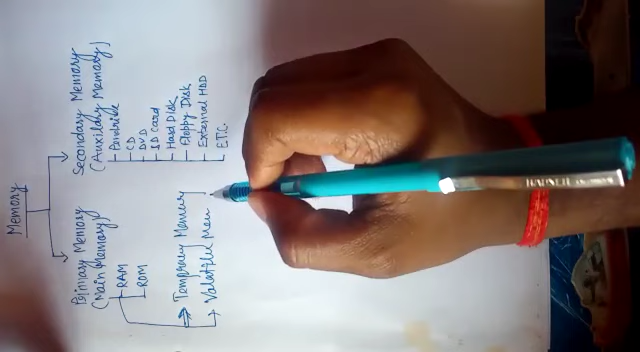 Memory
Primary Memory
(Main Memory)
RAM
ROM
Temporary Memory
Volatile Mem
Secondary Memory
(Auxilary Memory)
Pendrive
CD
DVD
SD Card
Hard Disk
Floppy Disk
External HDD
ETC.